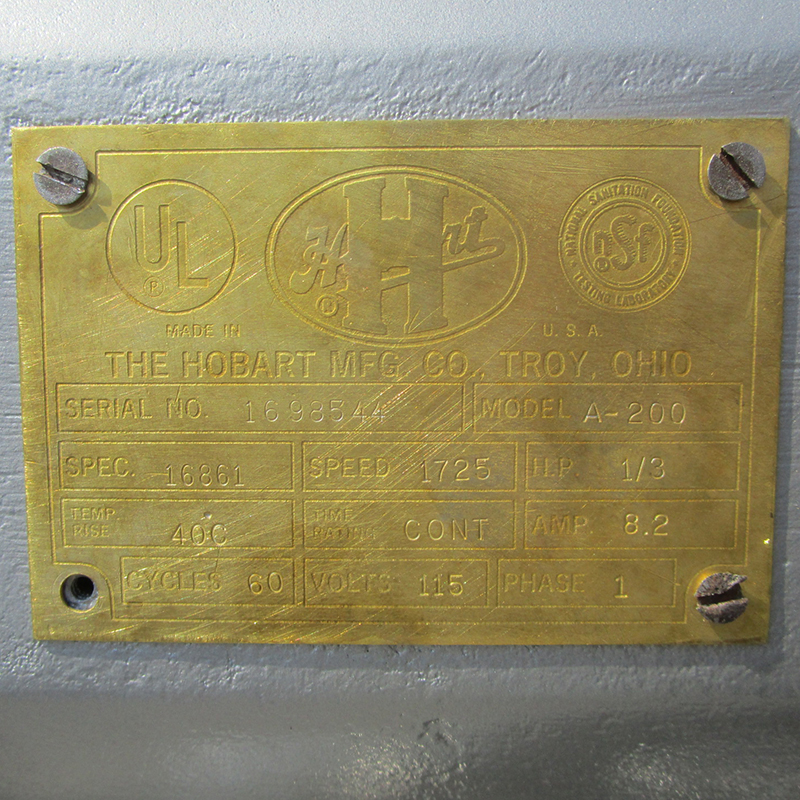 UL
®
Hobart
H
®
NATIONAL SANITATION FOUNDATION
nSf
®
TESTING LABORATORY
MADE IN U.S.A.
THE HOBART MFG. CO., TROY, OHIO
SERIAL NO. 1698544 MODEL A-200
SPEC. 16861 SPEED 1725 H.P. 1/3
TEMP. RISE 40C TIME RATING CONT AMP. 8.2
CYCLES 60 VOLTS 115 PHASE 1